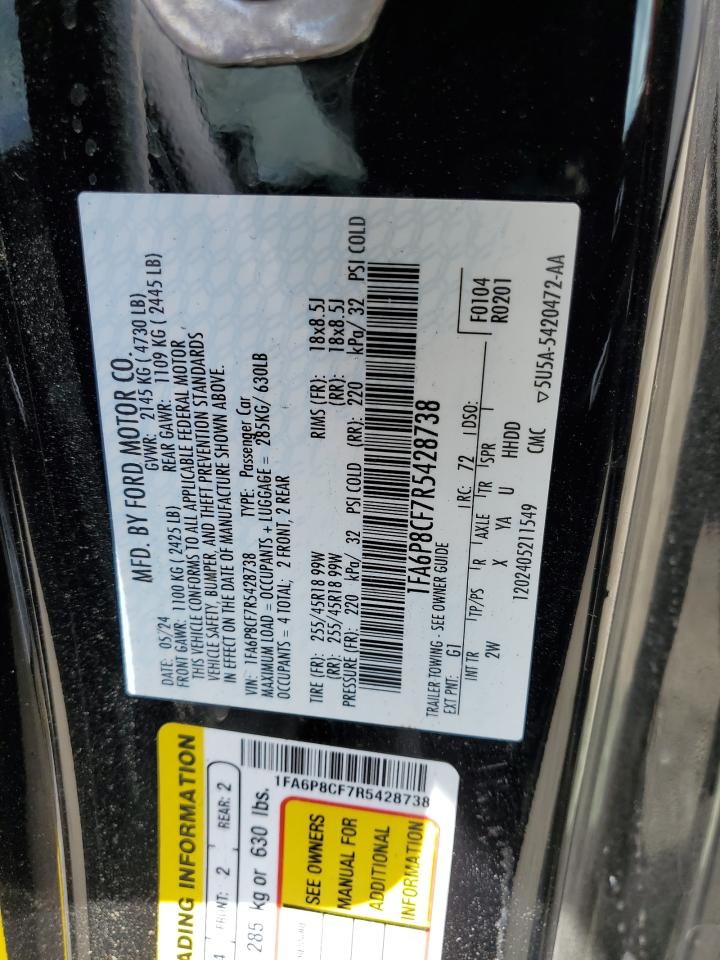 MFD. BY FORD MOTOR CO.
DATE: 05/24 GVWR: 2145 KG ( 4730 LB)
FRONT GAWR: 1100 KG ( 2425 LB) REAR GAWR: 1109 KG ( 2445 LB)
THIS VEHICLE CONFORMS TO ALL APPLICABLE FEDERAL MOTOR
VEHICLE SAFETY, BUMPER, AND THEFT PREVENTION STANDARDS
IN EFFECT ON THE DATE OF MANUFACTURE SHOWN ABOVE.
VIN: 1FA6P8CF7R5428738 TYPE: Passenger Car
MAXIMUM LOAD = OCCUPANTS + LUGGAGE = 285KG/ 630LB
OCCUPANTS = 4 TOTAL; 2 FRONT, 2 REAR
TIRE (FR): 255/45R18 99W RIMS (FR): 18x8.5J
(RR): 255/45R18 99W (RR): 18x8.5J
PRESSURE (FR): 220 kPa/ 32 PSI COLD (RR): 220 kPa/ 32 PSI COLD
1FA6P8CF7R5428738
TRAILER TOWING - SEE OWNER GUIDE
EXT PNT: G1 RC: 72 DSO:
INT TR TP/PS R AXLE TR SPR
F0104
R0201
2W X YA U HHDD
1202405211549 CMC ▽5U5A-5420472-AA
ADING INFORMATION
4 FRONT: 2 REAR: 2
285 kg or 630 lbs.
1FA6P8CF7R5428738
SEE OWNERS
MANUAL FOR
ADDITIONAL
INFORMATION